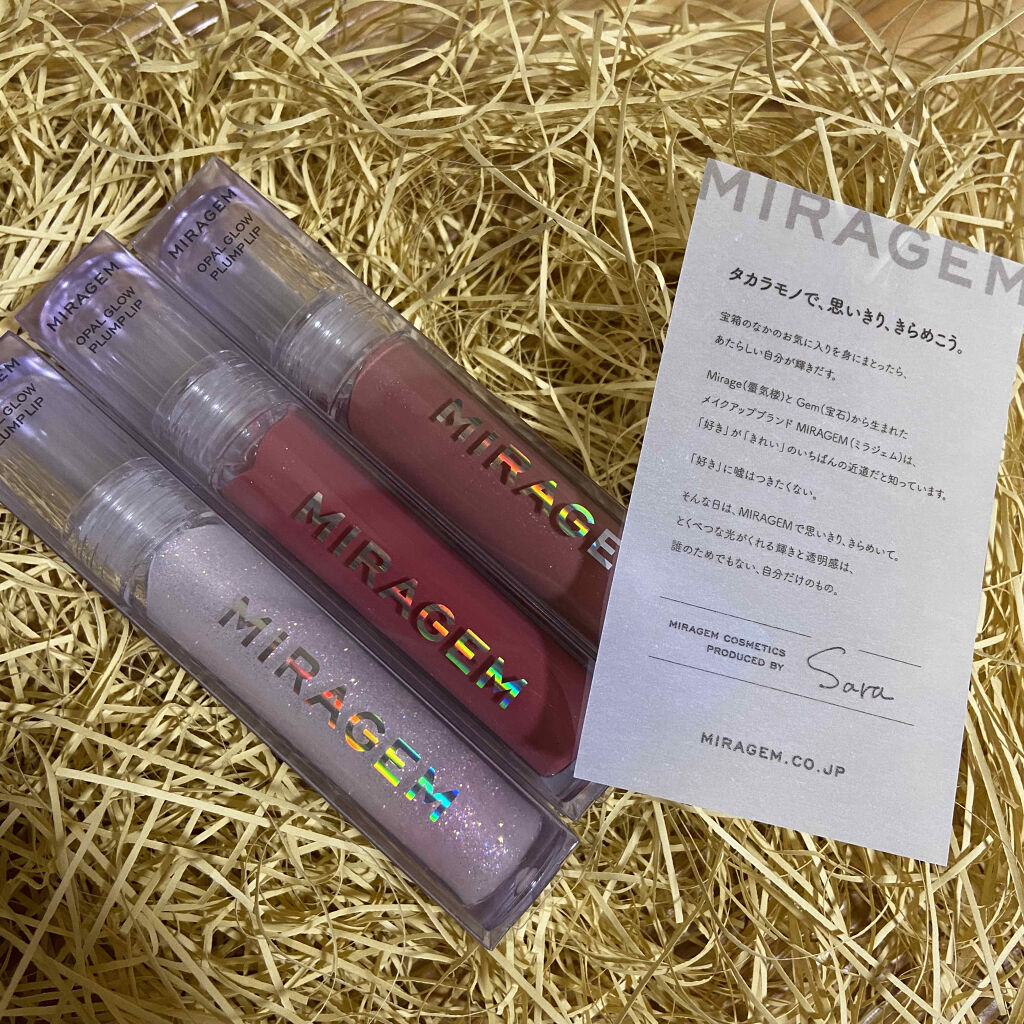 MIRAGEM
OPAL GLOW
PLUMP LIP
MIRAGEM
MIRAGEM
OPAL GLOW
PLUMP LIP
MIRAGEM
OPAL GLOW
PLUMP LIP
MIRAGEM
MIRAGEM
タカラモノで、思いきり、きらめこう。
宝箱のなかのお気に入りを身にまとったら、
あたらしい自分が輝きだす。
Mirage(蜃気楼)と Gem(宝石)から生まれた
メイクアップブランド MIRAGEM(ミラジェム)は、
「好き」が「きれい」のいちばんの近道だと知っています。
「好き」に嘘はつきたくない。
そんな日は、MIRAGEMで思いきり、きらめいて。
とくべつな光がくれる輝きと透明感は、
誰のためでもない、自分だけのもの。
MIRAGEM COSMETICS
PRODUCED BY
Sara
MIRAGEM.CO.JP